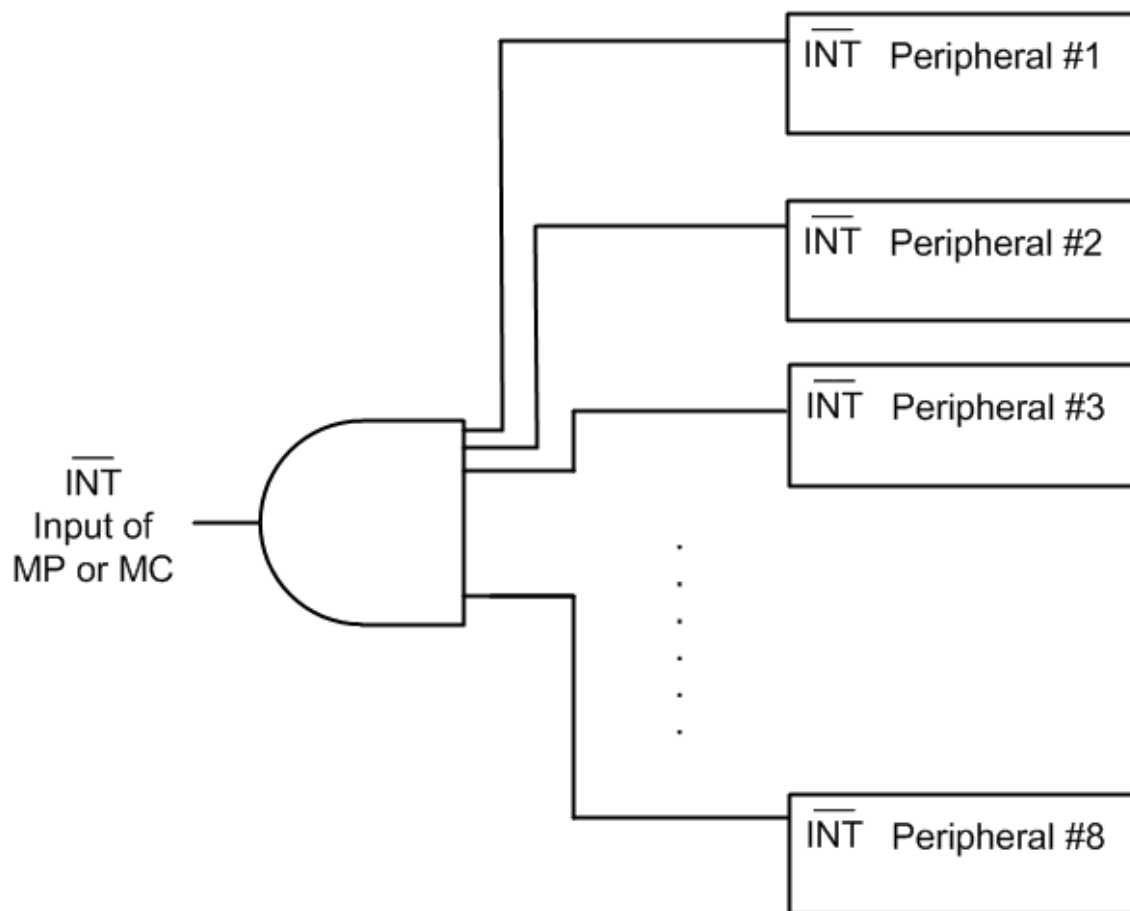 INT Peripheral #1
INT Peripheral #2
INT Peripheral #3
INT
Input of
MP or MC
INT Peripheral #8